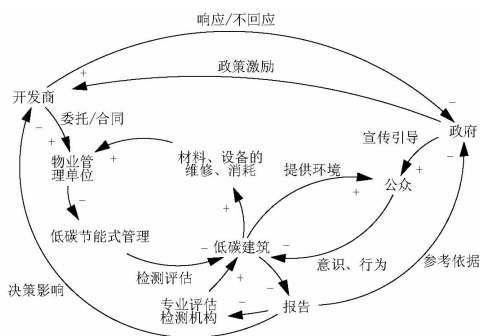 响应/不回应
+
政策激励
开发商
−
−
委托/合同
+
政府
−
宣传引导
+
物业管
理单位
+
材料、设备的
维修、消耗
提供环境
+
公众
−
+
低碳节能式管理
−
低碳建筑
−
检测评估
−
+
−
意识、行为
参考依据
决策影响
专业评估
检测机构
+
−
报告